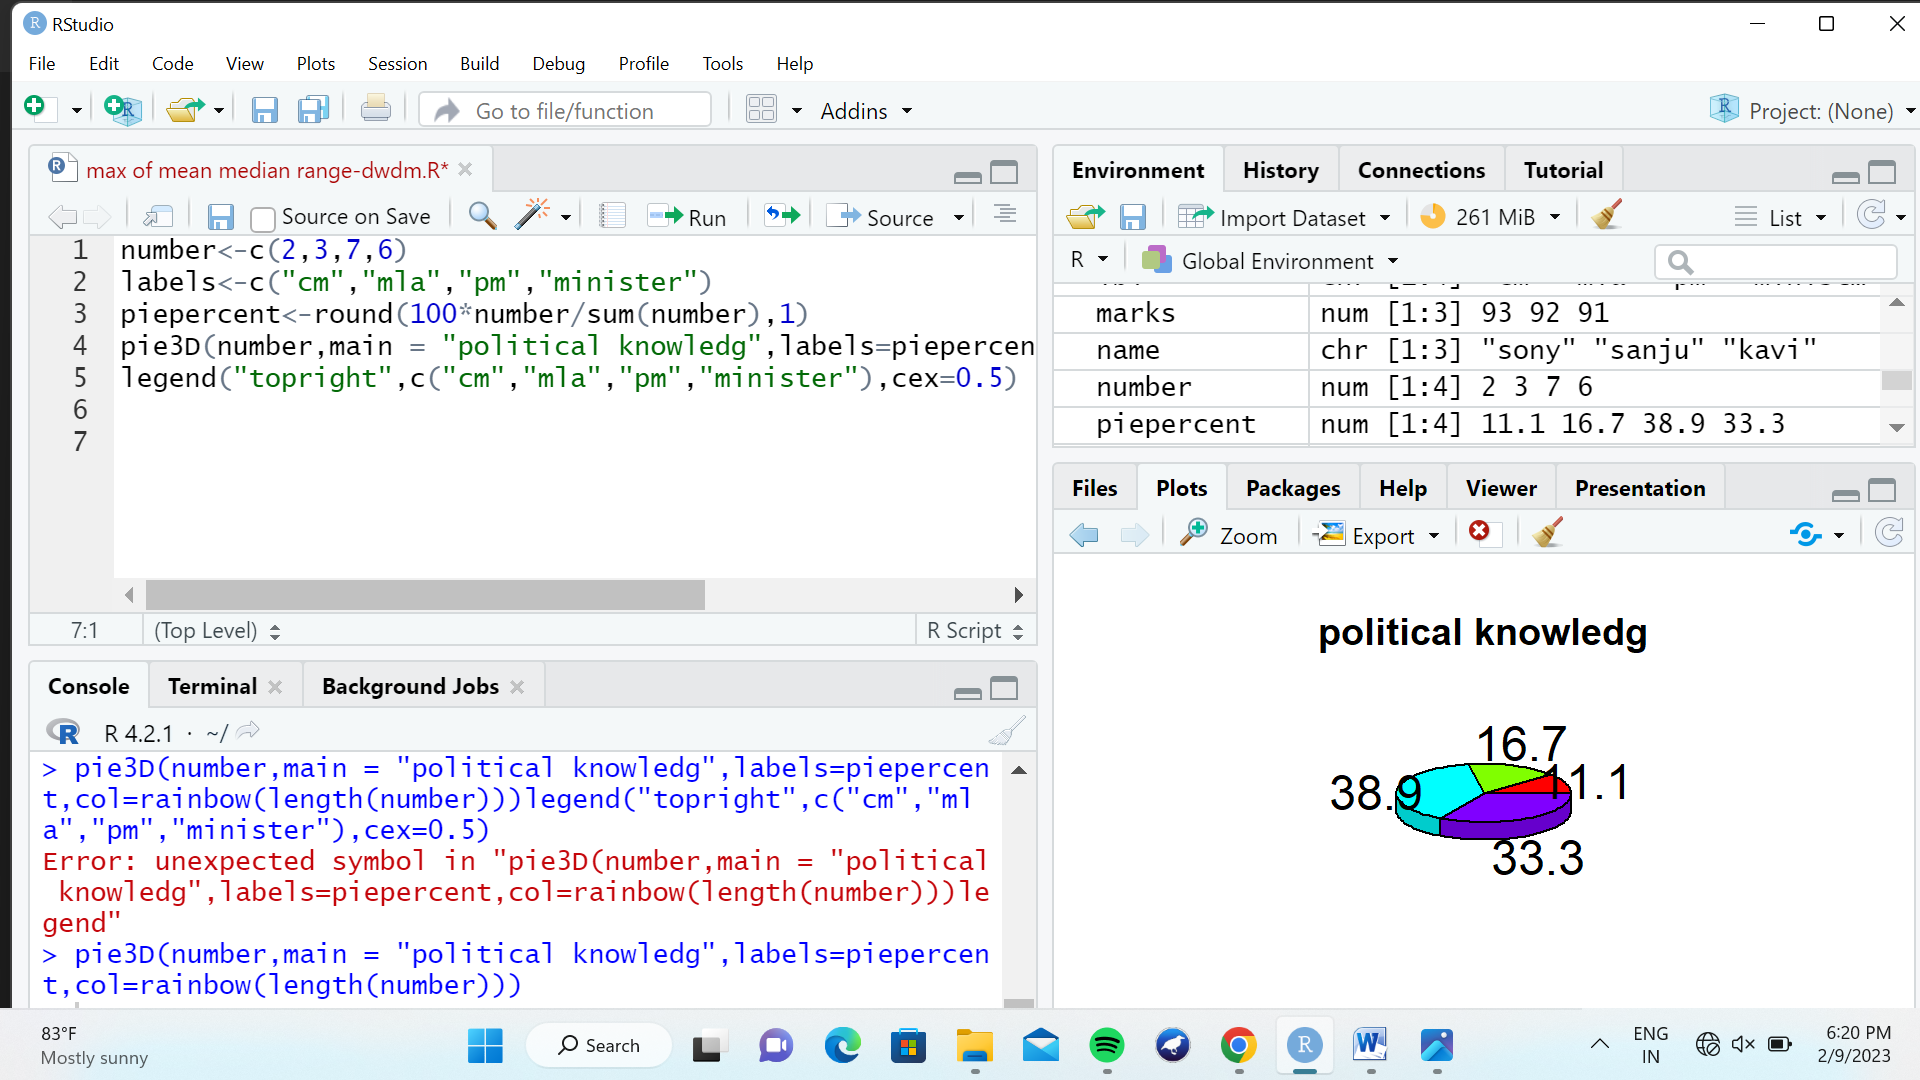 RStudio
File Edit Code View Plots Session Build Debug Profile Tools Help
Go to file/function Addins Project: (None)
max of mean median range-dwdm.R*
Source on Save Run Source
1 number<-c(2,3,7,6)
2 labels<-c("cm","mla","pm","minister")
3 piepercent<-round(100*number/sum(number),1)
4 pie3D(number,main = "political knowledg",labels=piepercen
5 legend("topright",c("cm","mla","pm","minister"),cex=0.5)
6
7
7:1 (Top Level) R Script
Console Terminal Background Jobs
R 4.2.1 · ~/
> pie3D(number,main = "political knowledg",labels=piepercen
t,col=rainbow(length(number)))legend("topright",c("cm","ml
a","pm","minister"),cex=0.5)
Error: unexpected symbol in "pie3D(number,main = "political
 knowledg",labels=piepercent,col=rainbow(length(number)))le
gend"
> pie3D(number,main = "political knowledg",labels=piepercen
t,col=rainbow(length(number)))
Environment History Connections Tutorial
Import Dataset 261 MiB List
R Global Environment
marks num [1:3] 93 92 91
name chr [1:3] "sony" "sanju" "kavi"
number num [1:4] 2 3 7 6
piepercent num [1:4] 11.1 16.7 38.9 33.3
Files Plots Packages Help Viewer Presentation
Zoom Export
political knowledg
16.7
11.1
38.9
33.3
83°F
Mostly sunny
Search
ENG
IN
6:20 PM
2/9/2023